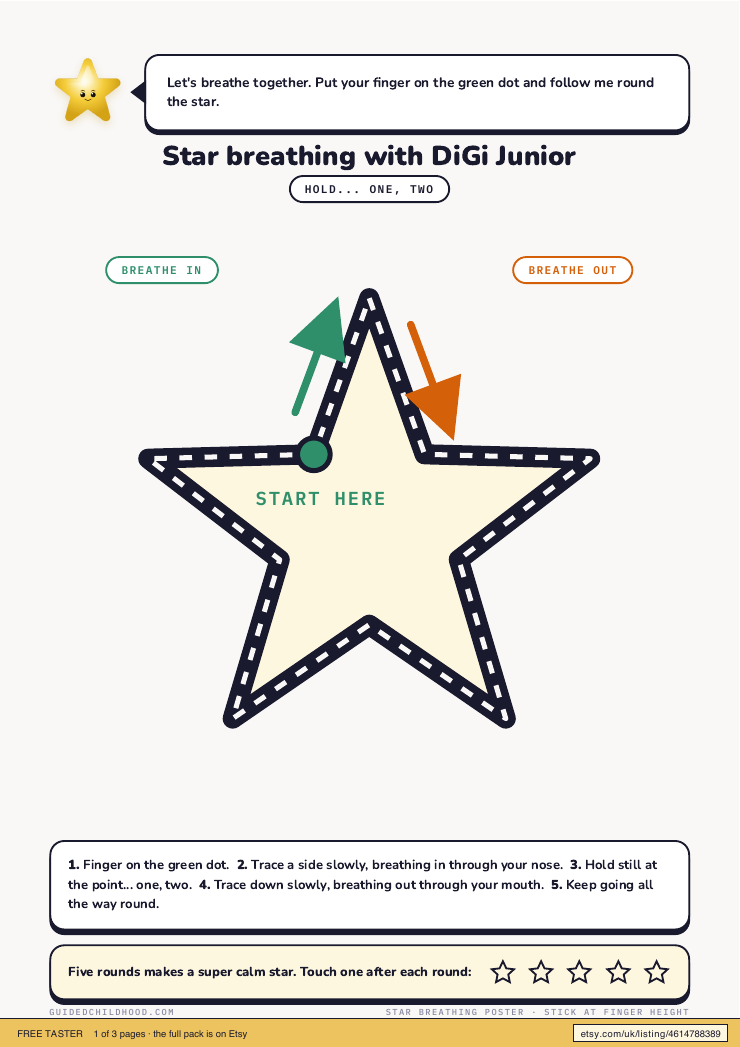 Let's breathe together. Put your finger on the green dot and follow me round
the star.
Star breathing with DiGi Junior
HOLD... ONE, TWO
BREATHE IN
BREATHE OUT
START HERE
1. Finger on the green dot. 2. Trace a side slowly, breathing in through your nose. 3. Hold still at
the point... one, two. 4. Trace down slowly, breathing out through your mouth. 5. Keep going all
the way round.
Five rounds makes a super calm star. Touch one after each round:
GUIDEDCHILDHOOD.COM
STAR BREATHING POSTER · STICK AT FINGER HEIGHT
FREE TASTER 1 of 3 pages · the full pack is on Etsy
etsy.com/uk/listing/4614788389